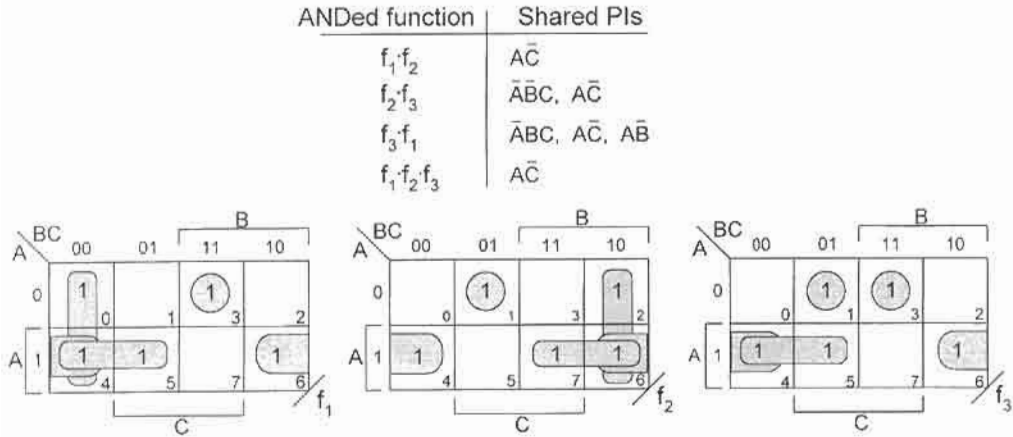 ANDed function Shared PIs
f₁·f₂ AC̄
f₂·f₃ ĀB̄C, AC̄
f₃·f₁ ĀBC, AC̄, AB̄
f₁·f₂·f₃ AC̄
B B B
BC 00 01 11 10 BC 00 01 11 10 BC 00 01 11 10
A A A
0 1 1 0 1 1 0 1 1
0 1 3 2 0 1 3 2 0 1 3 2
A 1 1 1 1 A 1 1 1 1 A 1 1 1 1
4 5 7 6 4 5 7 6 4 5 7 6
f₁ f₂ f₃
C C C